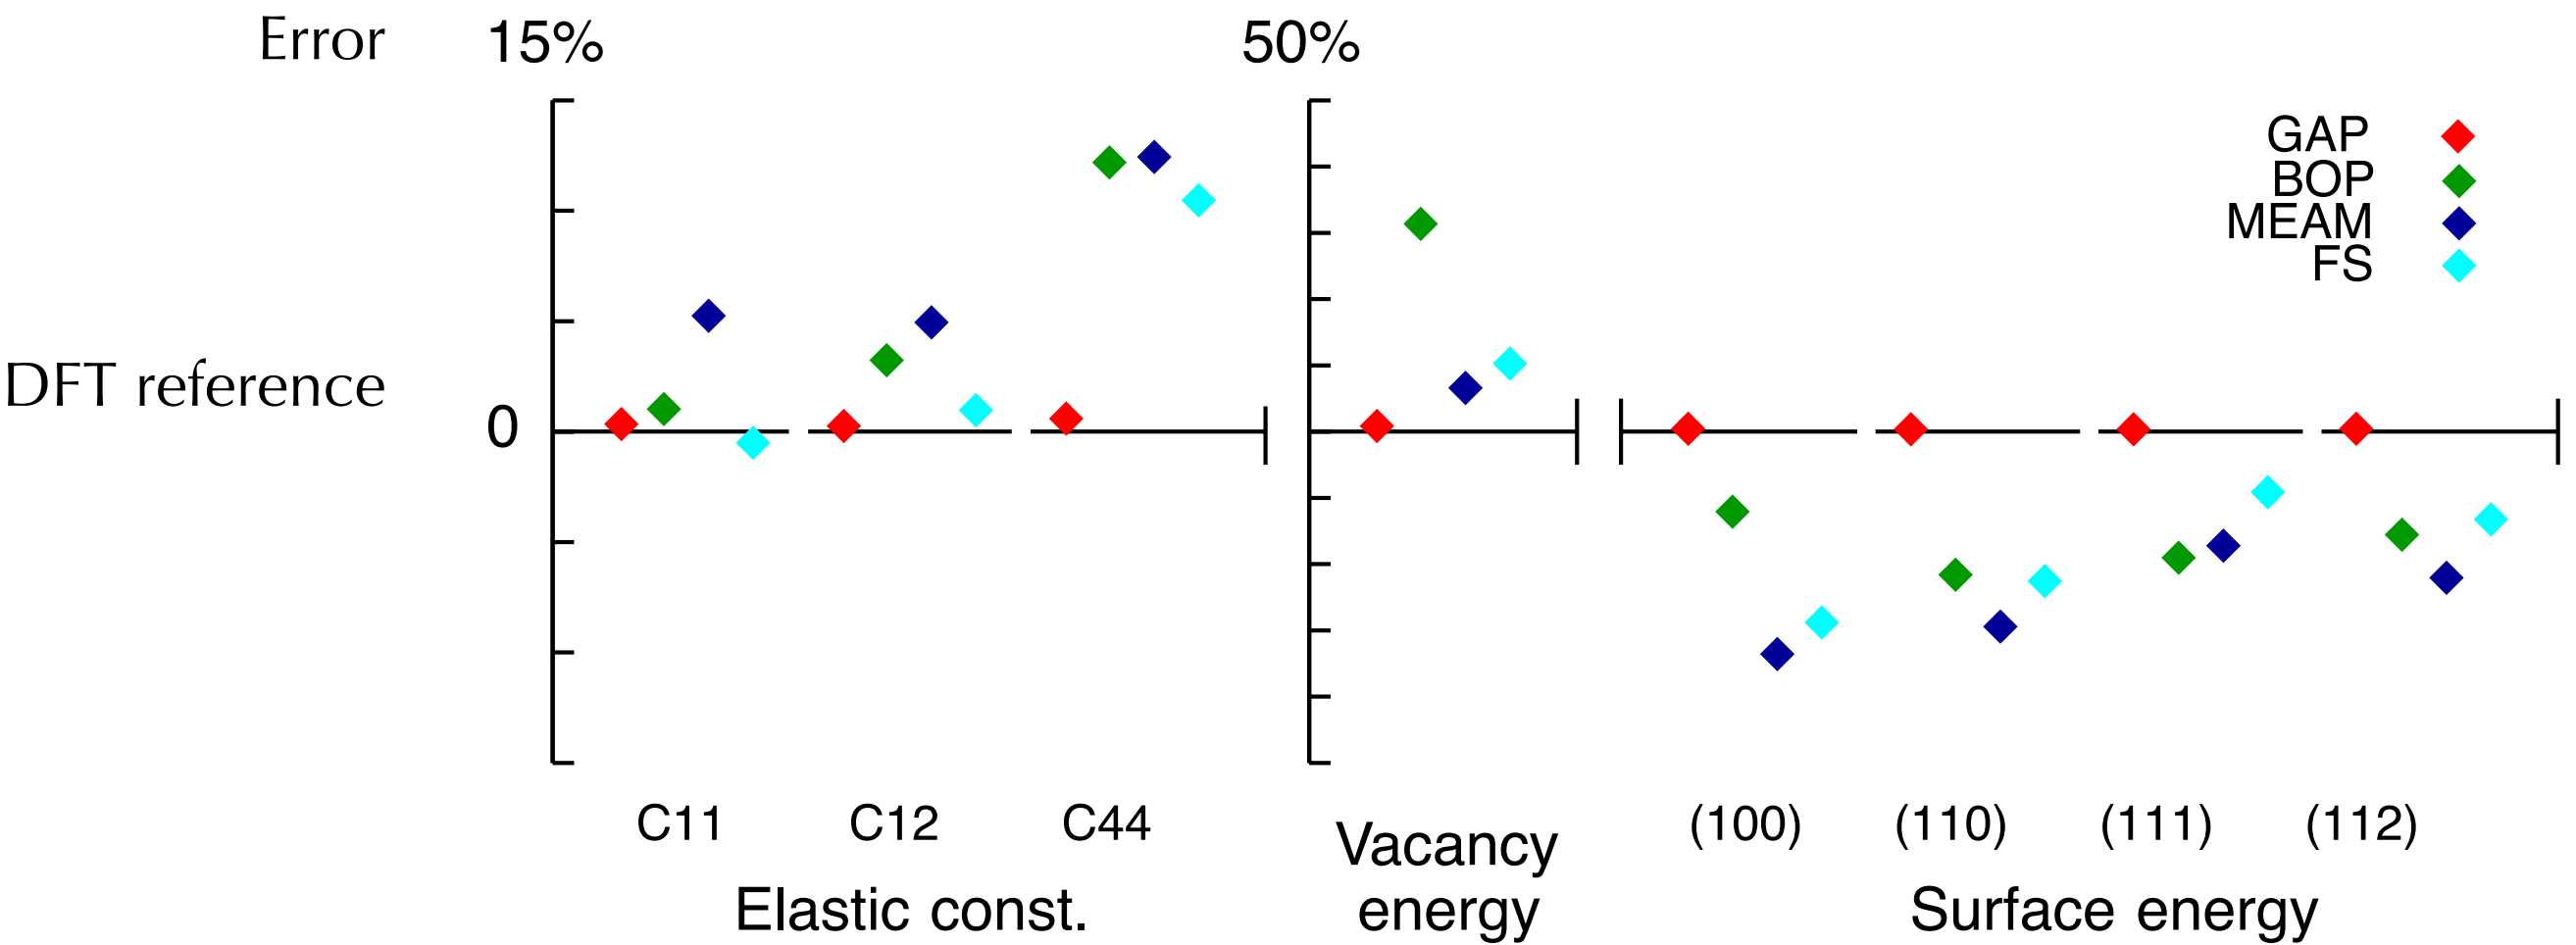 Error 15% 50%
GAP
BOP
MEAM
FS
DFT reference
0
C11 C12 C44 (100) (110) (111) (112)
Vacancy
energy
Elastic const. Surface energy